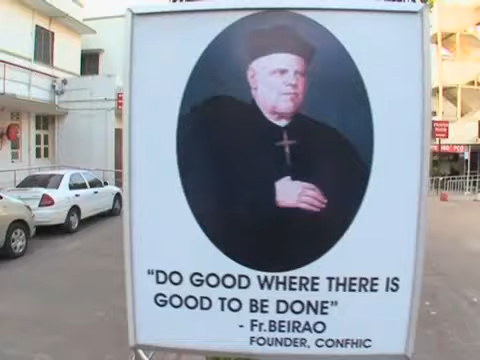 "DO GOOD WHERE THERE IS
GOOD TO BE DONE"
- Fr.BEIRAO
FOUNDER, CONFHIC